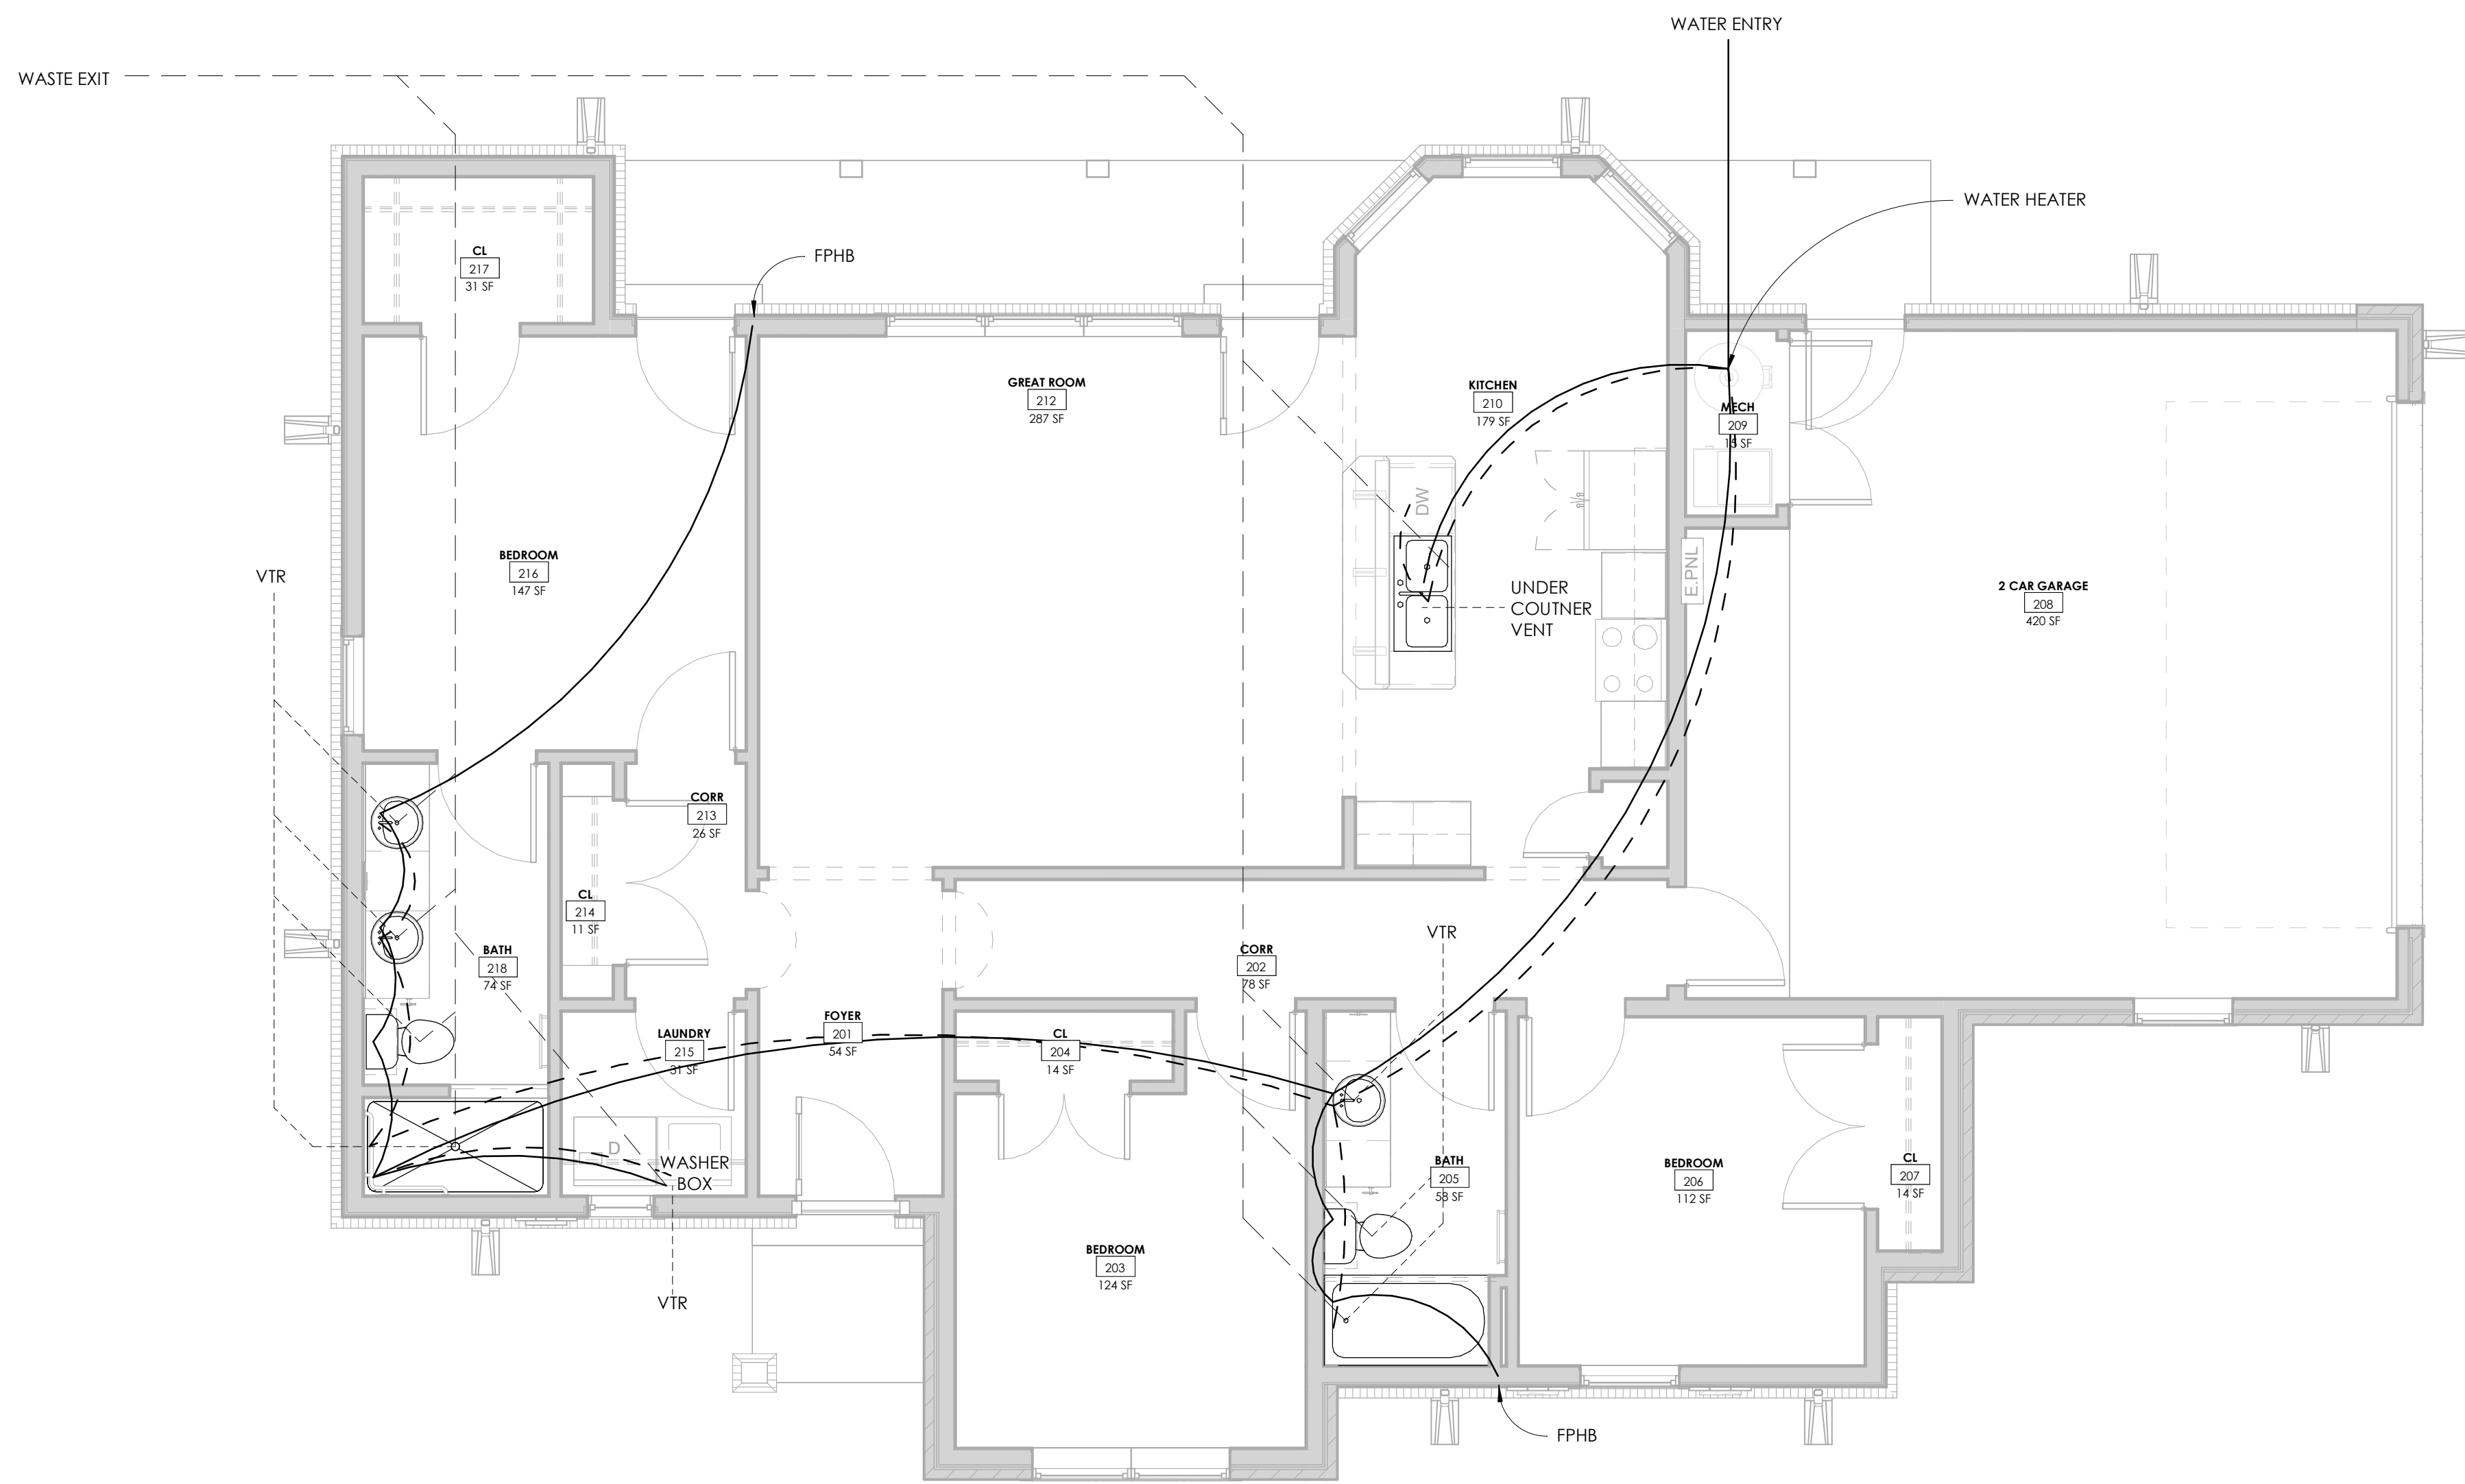 WATER ENTRY
WASTE EXIT
WATER HEATER
CL
217
31 SF
FPHB
GREAT ROOM
212
287 SF
KITCHEN
210
179 SF
MECH
209
15 SF
DW
BEDROOM
216
147 SF
VTR
E.PNL
UNDER
COUTNER
VENT
2 CAR GARAGE
208
420 SF
CORR
213
26 SF
CL
214
11 SF
BATH
218
74 SF
CORR
202
78 SF
VTR
LAUNDRY
215
31 SF
FOYER
201
54 SF
CL
204
14 SF
D
WASHER
BOX
BATH
205
58 SF
BEDROOM
206
112 SF
CL
207
14 SF
BEDROOM
203
124 SF
VTR
FPHB